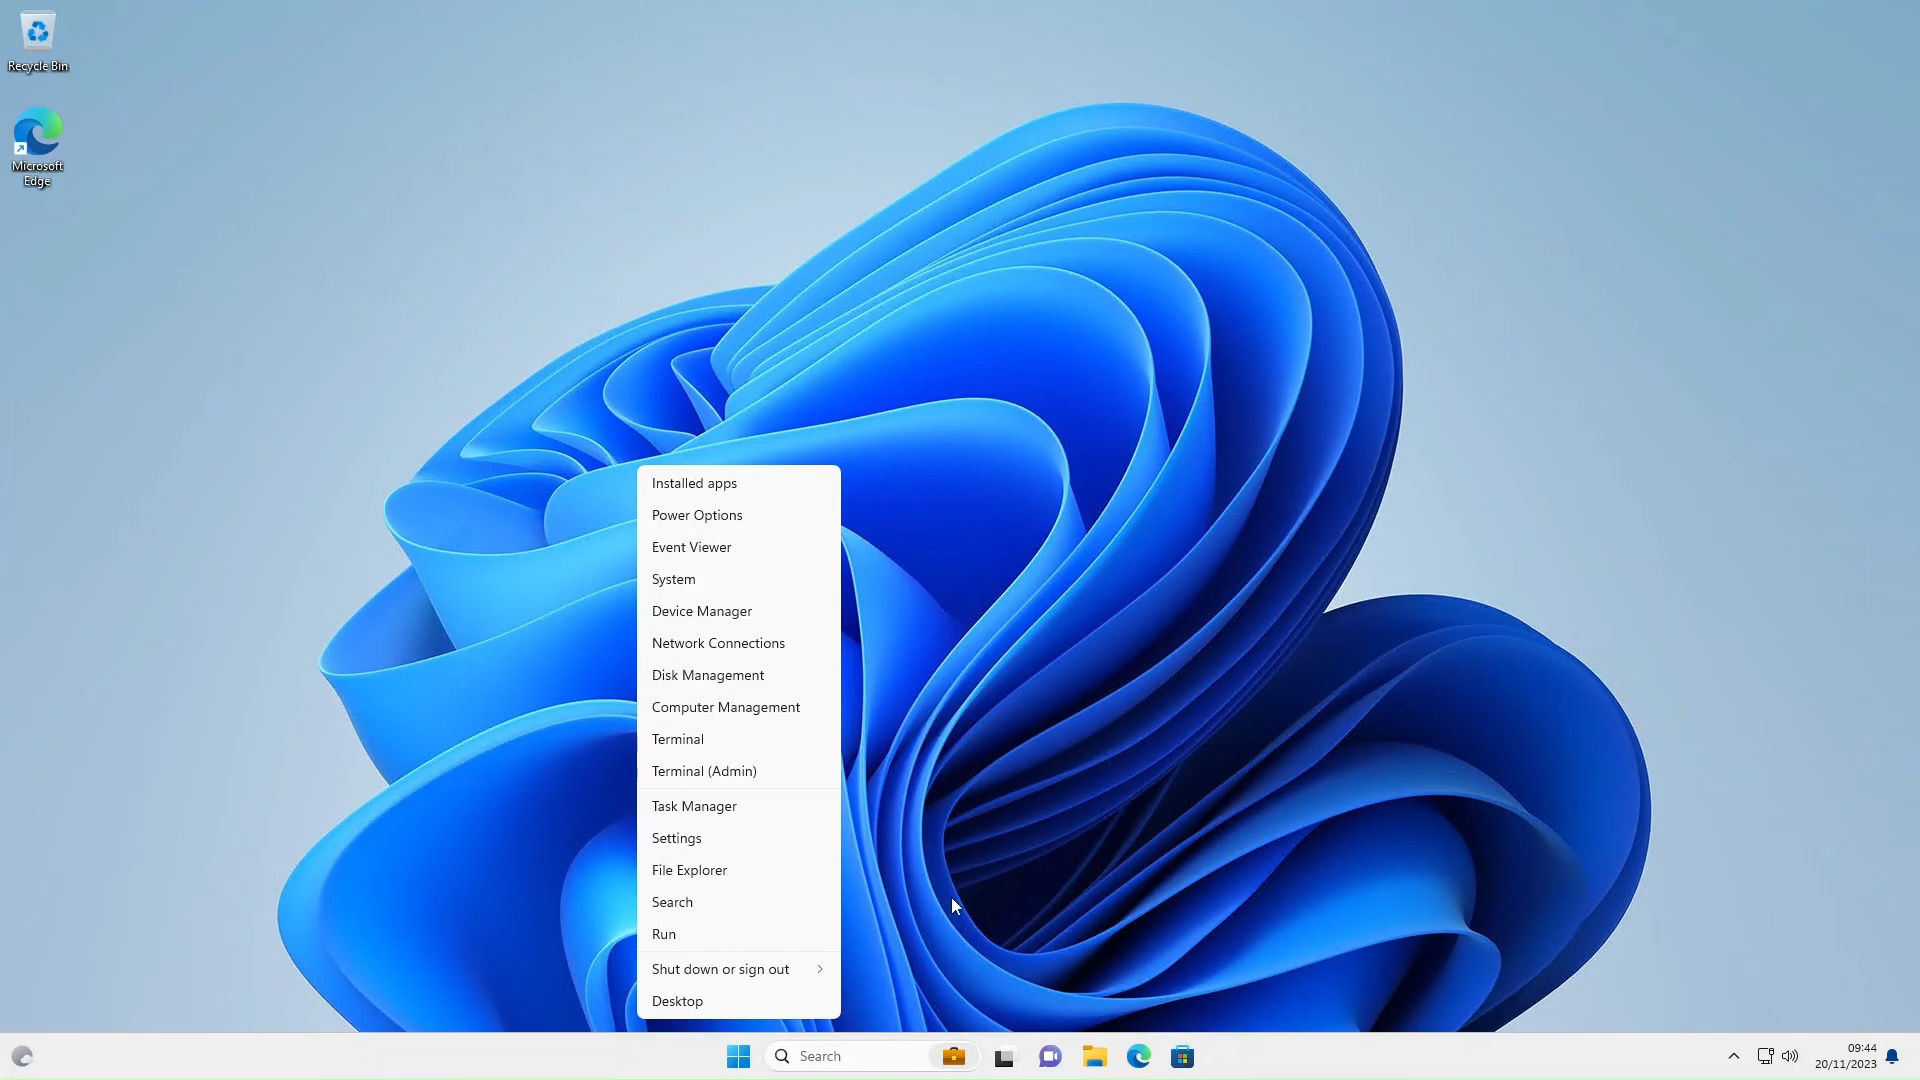 Recycle Bin
Microsoft
Edge
Installed apps
Power Options
Event Viewer
System
Device Manager
Network Connections
Disk Management
Computer Management
Terminal
Terminal (Admin)
Task Manager
Settings
File Explorer
Search
Run
Shut down or sign out
Desktop
Search
09:44
20/11/2023